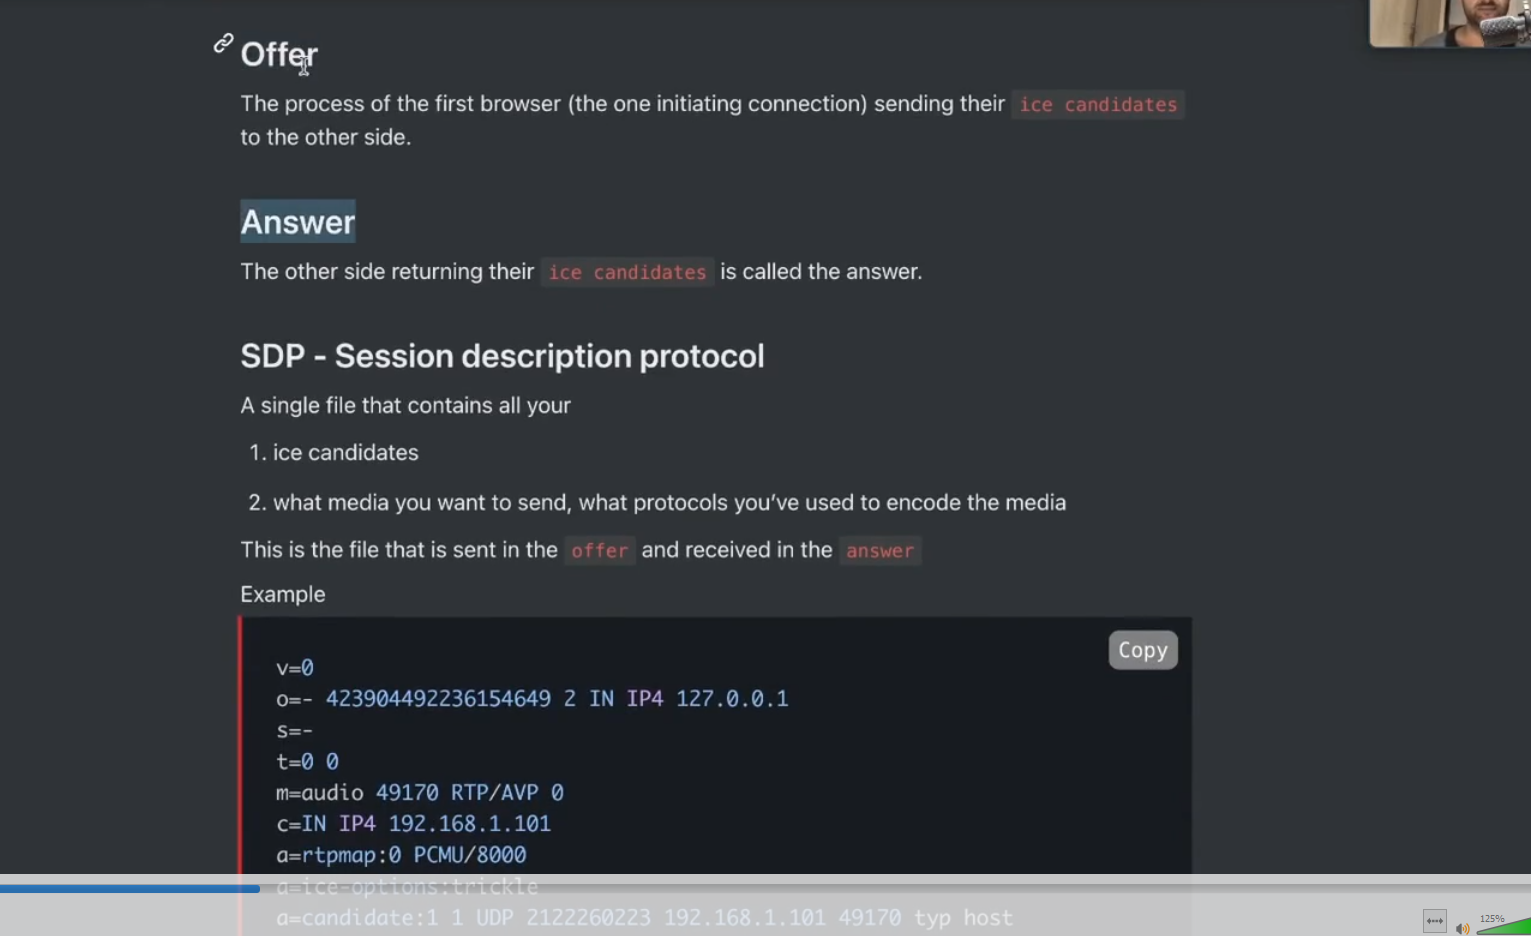 Offer
The process of the first browser (the one initiating connection) sending their ice candidates
to the other side.
Answer
The other side returning their ice candidates is called the answer.
SDP - Session description protocol
A single file that contains all your
1. ice candidates
2. what media you want to send, what protocols you’ve used to encode the media
This is the file that is sent in the offer and received in the answer
Example
Copy
v=0
o=- 423904492236154649 2 IN IP4 127.0.0.1
s=-
t=0 0
m=audio 49170 RTP/AVP 0
c=IN IP4 192.168.1.101
a=rtpmap:0 PCMU/8000
a=ice-options:trickle
a=candidate:1 1 UDP 2122260223 192.168.1.101 49170 typ host
125%